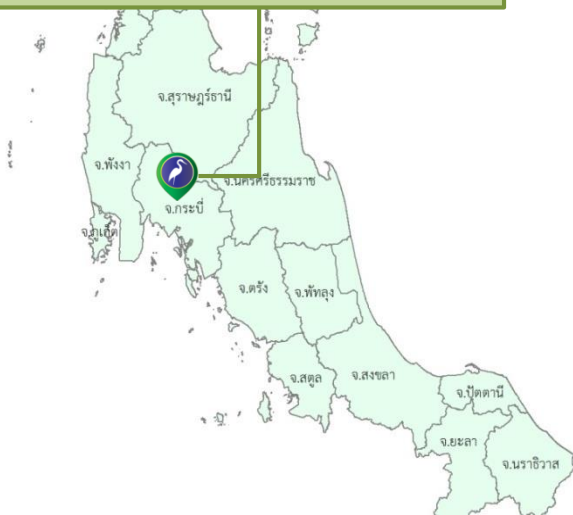 จ.สุราษฎร์ธานี
จ.พังงา
จ.นครศรีธรรมราช
จ.กระบี่
จ.ภูเก็ต
จ.ตรัง
จ.พัทลุง
จ.สตูล
จ.สงขลา
จ.ปัตตานี
จ.ยะลา
จ.นราธิวาส